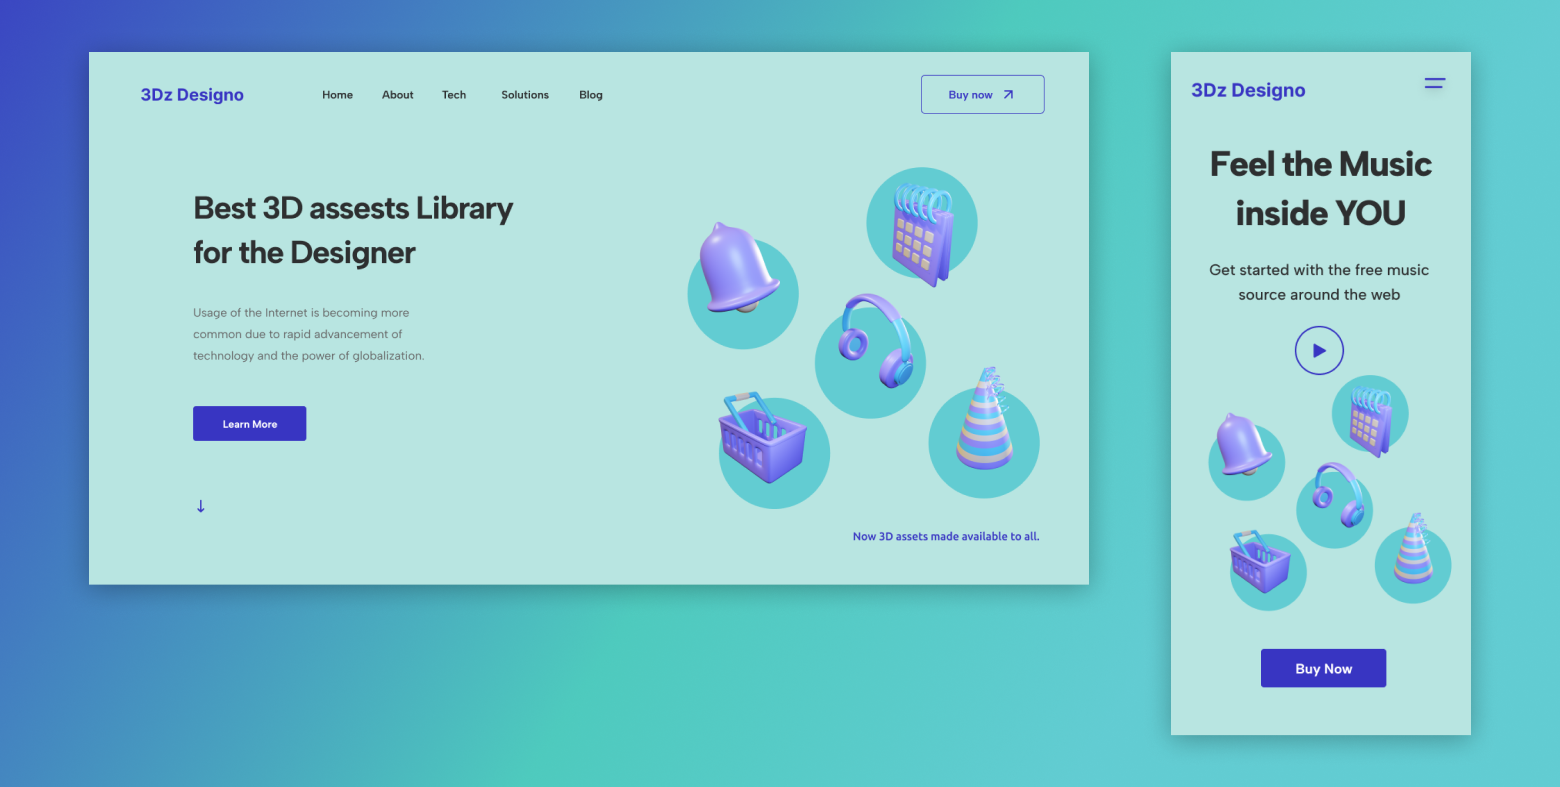 3Dz Designo
Home About Tech Solutions Blog
Buy now
Best 3D assests Library
for the Designer
Usage of the Internet is becoming more
common due to rapid advancement of
technology and the power of globalization.
Learn More
Now 3D assets made available to all.
3Dz Designo
Feel the Music
inside YOU
Get started with the free music
source around the web
Buy Now